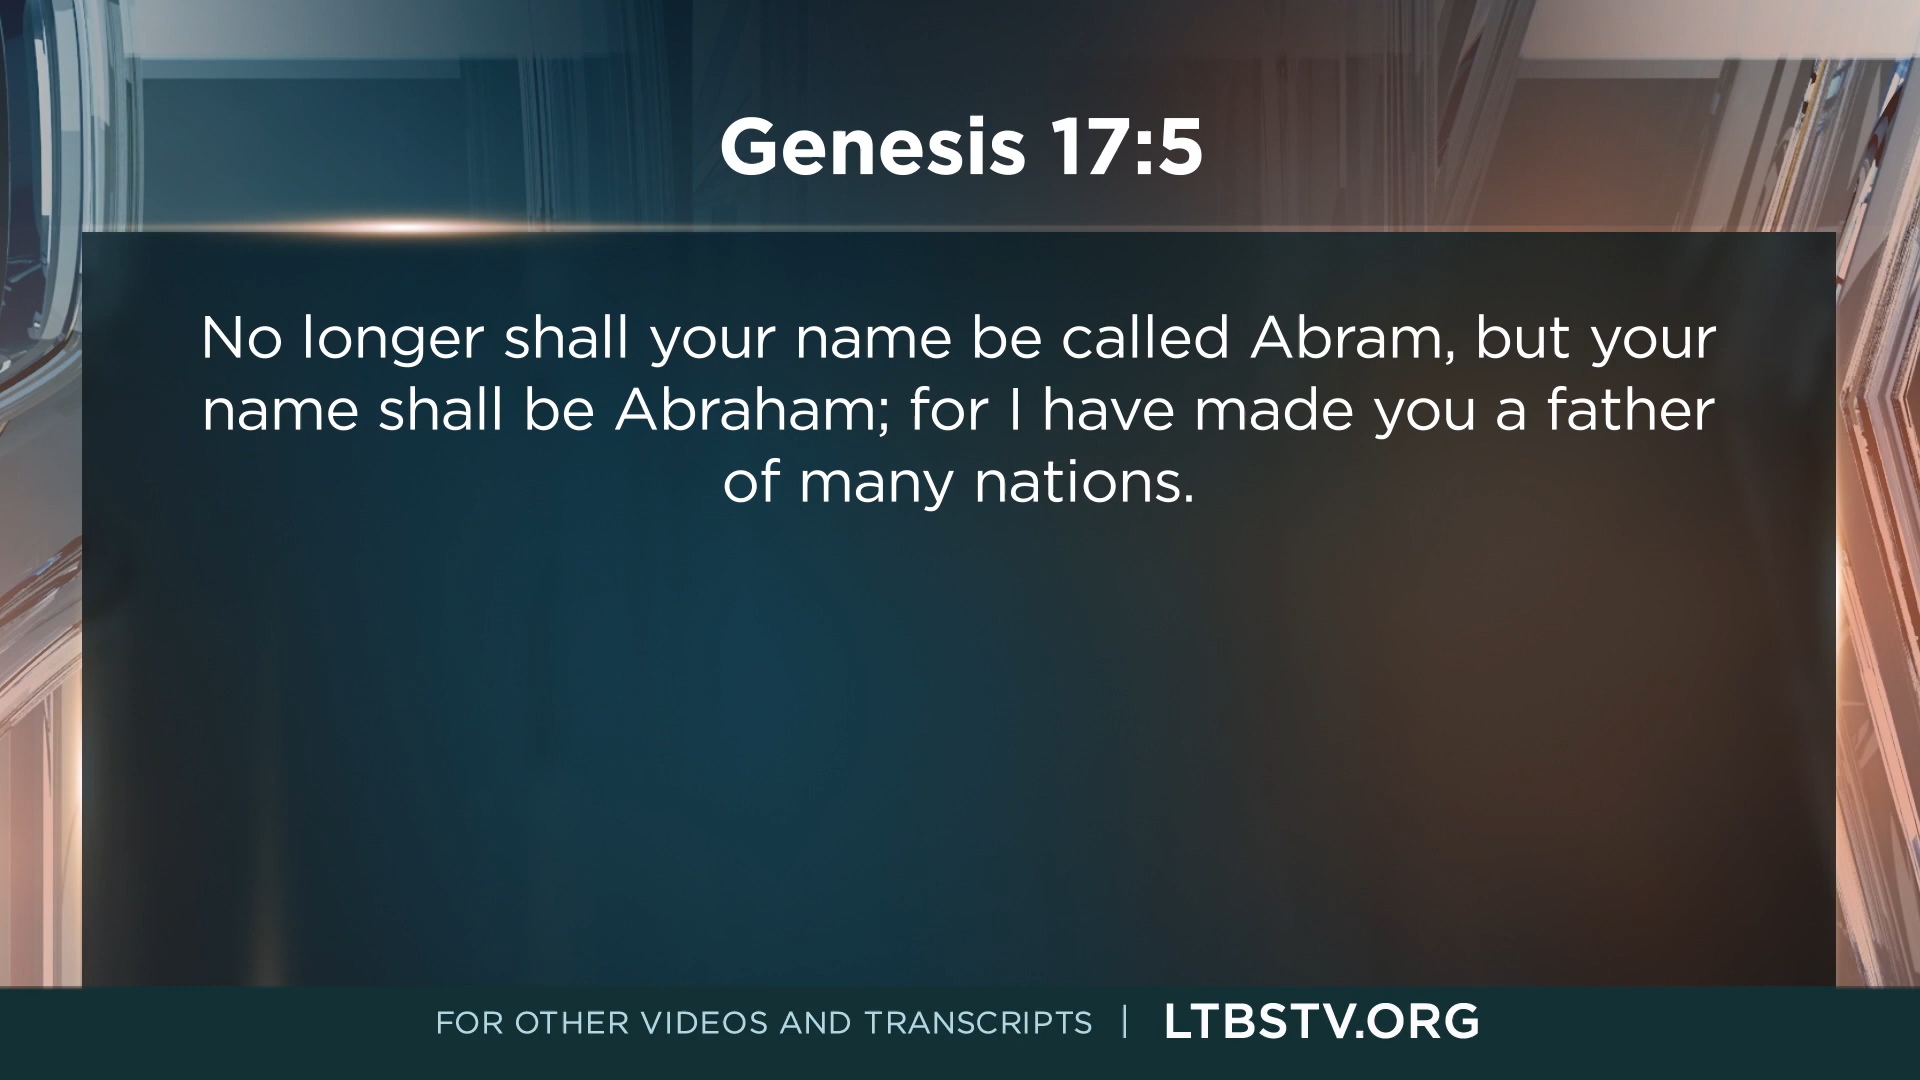 Genesis 17:5
No longer shall your name be called Abram, but your
name shall be Abraham; for I have made you a father
of many nations.
FOR OTHER VIDEOS AND TRANSCRIPTS | LTBSTV.ORG